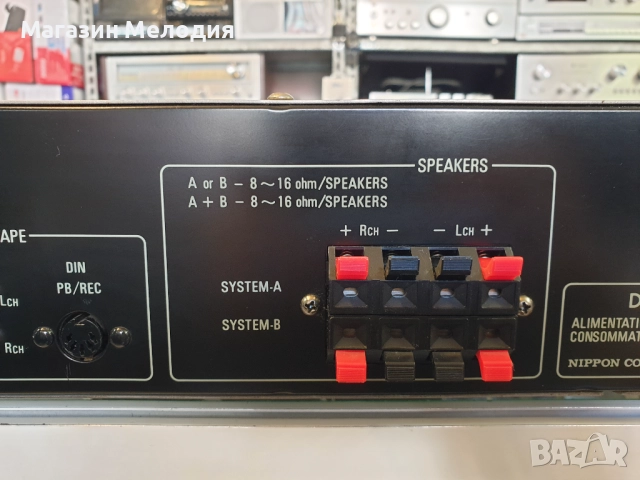 Магазин Мелодия
SPEAKERS
A or B – 8 ~ 16 ohm/SPEAKERS
A + B – 8 ~ 16 ohm/SPEAKERS
+ RCH – – LCH +
SYSTEM-A
SYSTEM-B
APE
DIN
PB/REC
LCH
RCH
D
ALIMENTATI
CONSOMMAT
NIPPON CO
BAZAR